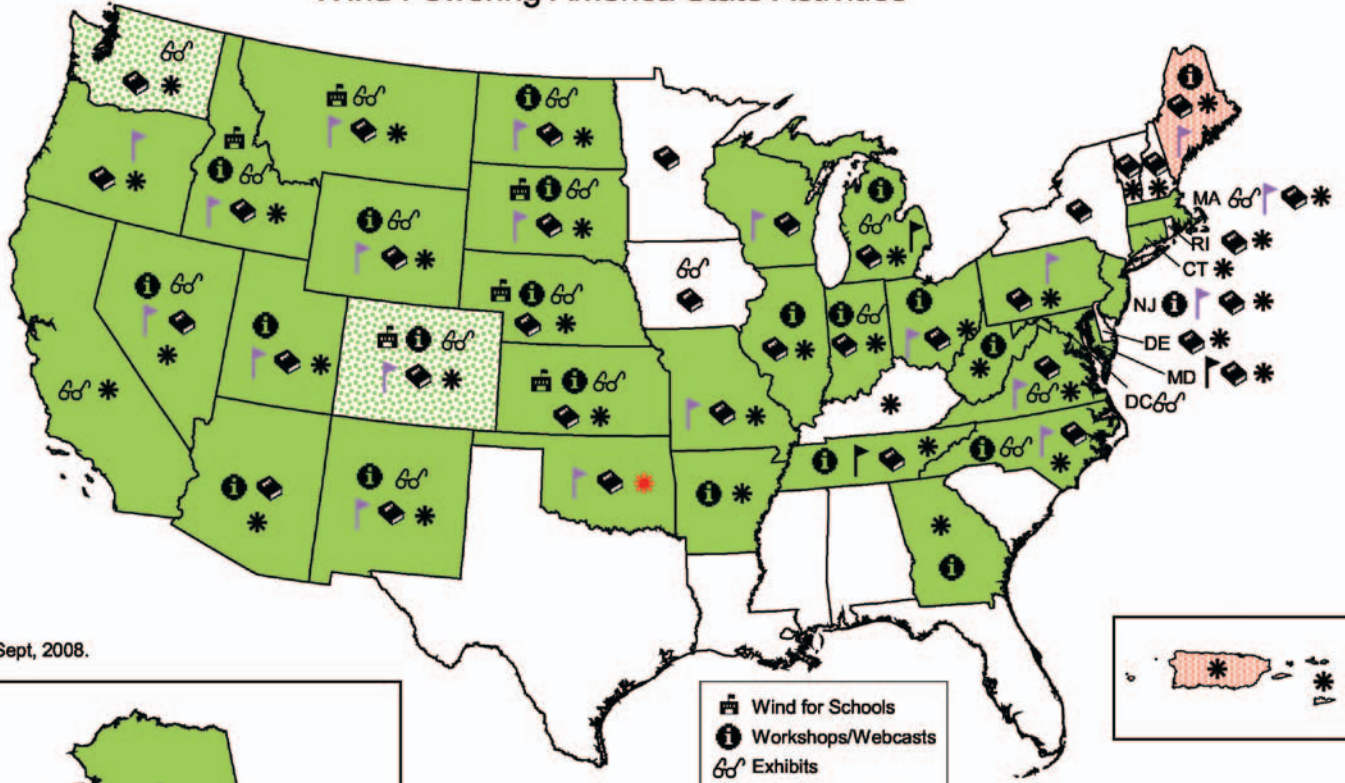 MA
RI
CT
NJ
DE
MD
DC
Sept, 2008.
Wind for Schools
Workshops/Webcasts
Exhibits